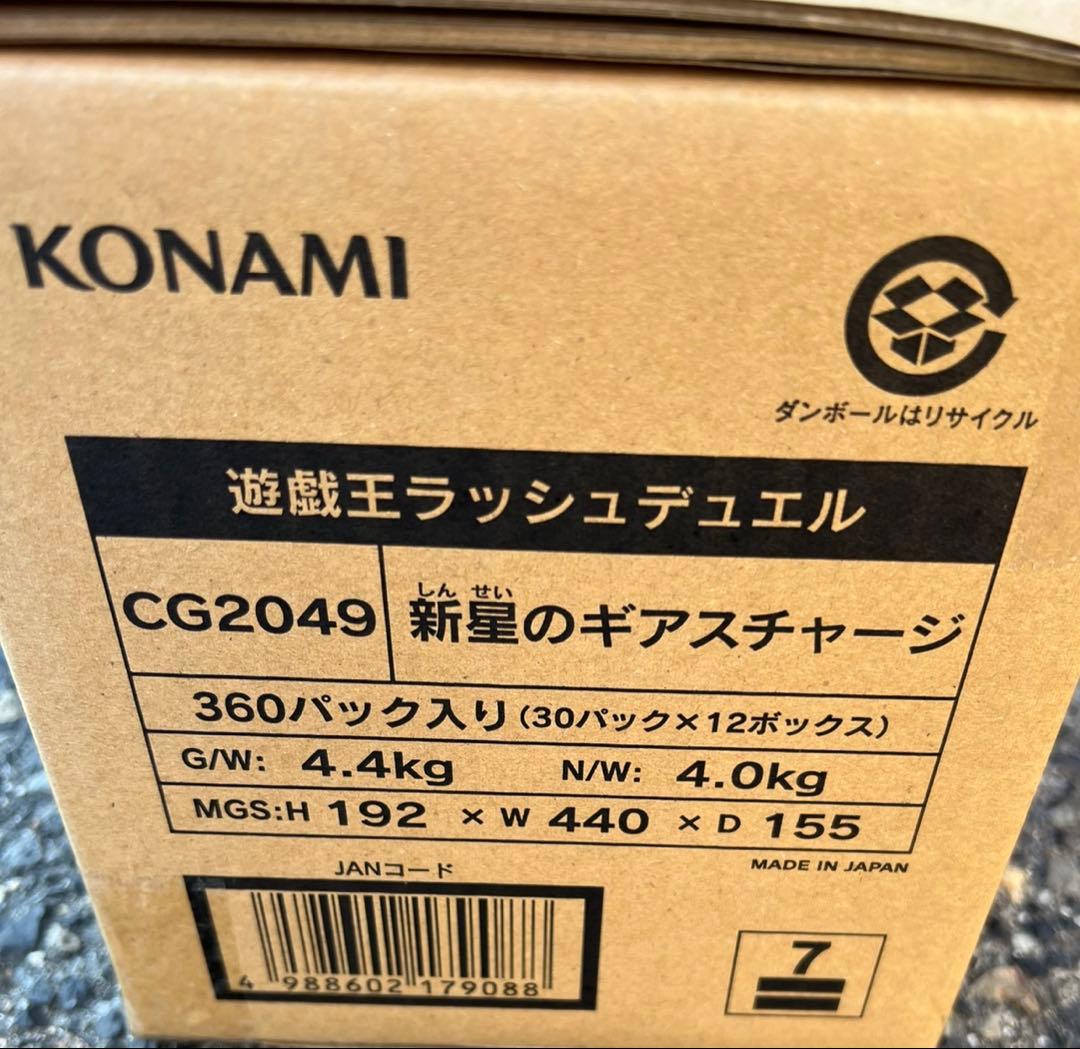 KONAMI
ダンボールはリサイクル
遊戯王ラッシュデュエル
CG2049
しん せい
新星のギアスチャージ
360パック入り(30パック×12ボックス)
G/W: 4.4kg N/W: 4.0kg
MGS:H 192 × W 440 × D 155
MADE IN JAPAN
JANコード
4 988602 179088
7